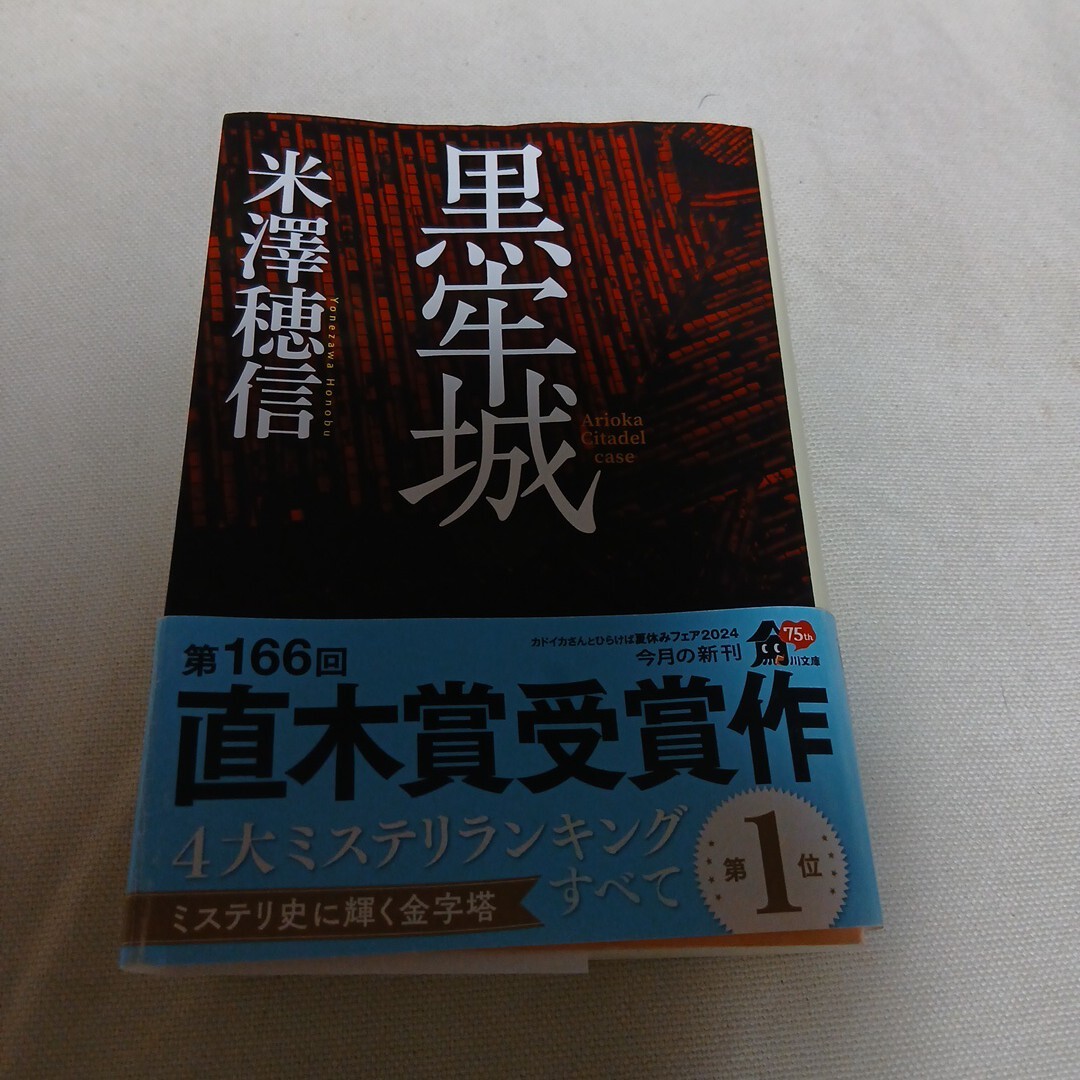 黒牢城
Arioka
Citadel
case
米澤穂信
Yonezawa Honobu
カドイカさんとひらけば夏休みフェア2024
今月の新刊
75th
角川文庫
第166回
直木賞受賞作
4大ミステリランキング
すべて
第1位
ミステリ史に輝く金字塔